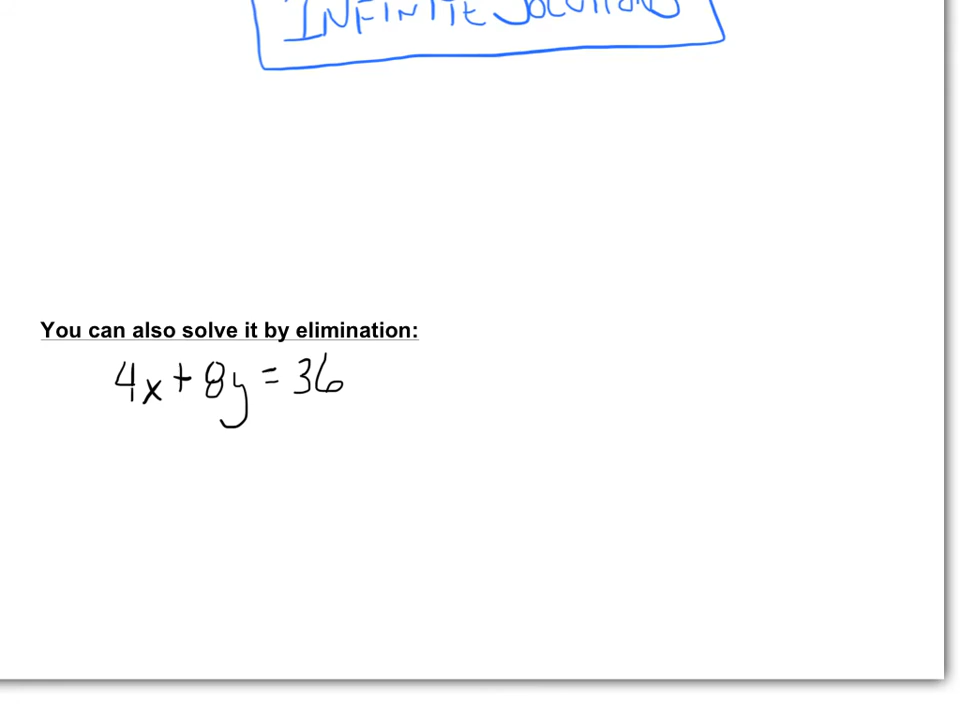 INFINITE SOLUTIONS
You can also solve it by elimination:
4x + 8y = 36